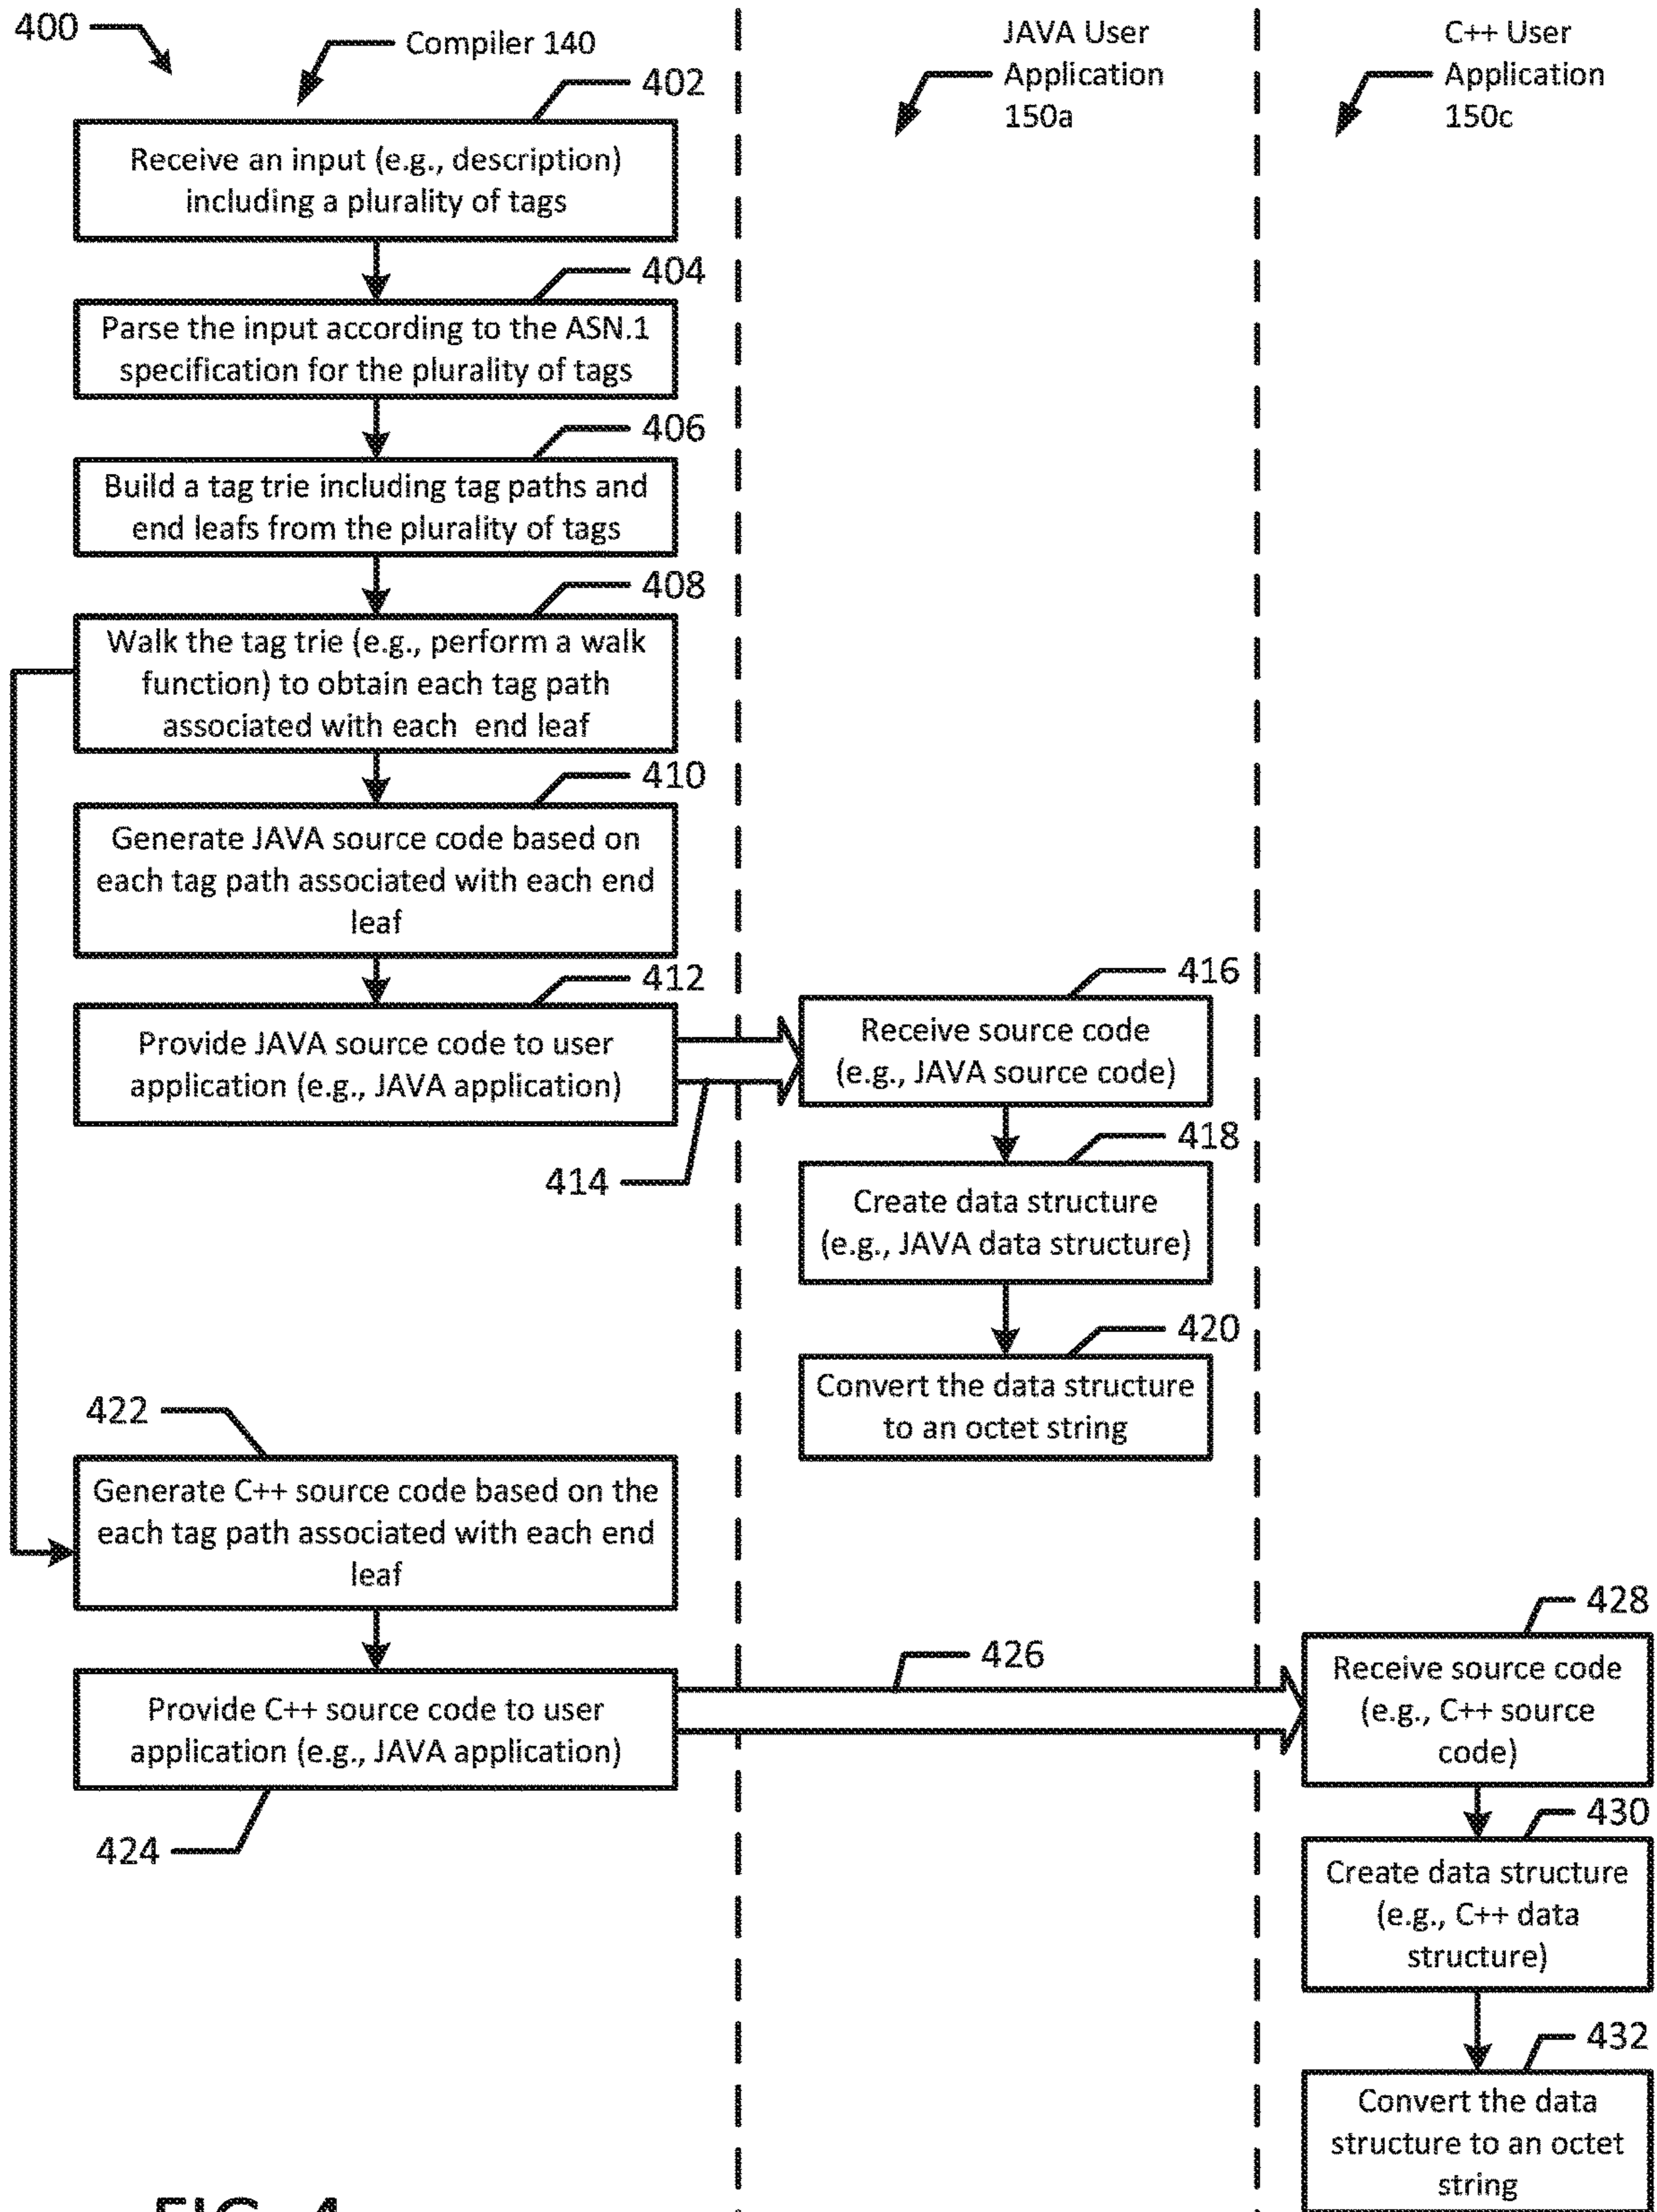 400
Compiler 140
JAVA User
Application
150a
C++ User
Application
150c
402
Receive an input (e.g., description)
including a plurality of tags
404
Parse the input according to the ASN.1
specification for the plurality of tags
406
Build a tag trie including tag paths and
end leafs from the plurality of tags
408
Walk the tag trie (e.g., perform a walk
function) to obtain each tag path
associated with each end leaf
410
Generate JAVA source code based on
each tag path associated with each end
leaf
412
Provide JAVA source code to user
application (e.g., JAVA application)
414
416
Receive source code
(e.g., JAVA source code)
418
Create data structure
(e.g., JAVA data structure)
420
Convert the data structure
to an octet string
422
Generate C++ source code based on the
each tag path associated with each end
leaf
424
Provide C++ source code to user
application (e.g., JAVA application)
426
428
Receive source code
(e.g., C++ source
code)
430
Create data structure
(e.g., C++ data
structure)
432
Convert the data
structure to an octet
string
FIG. 4